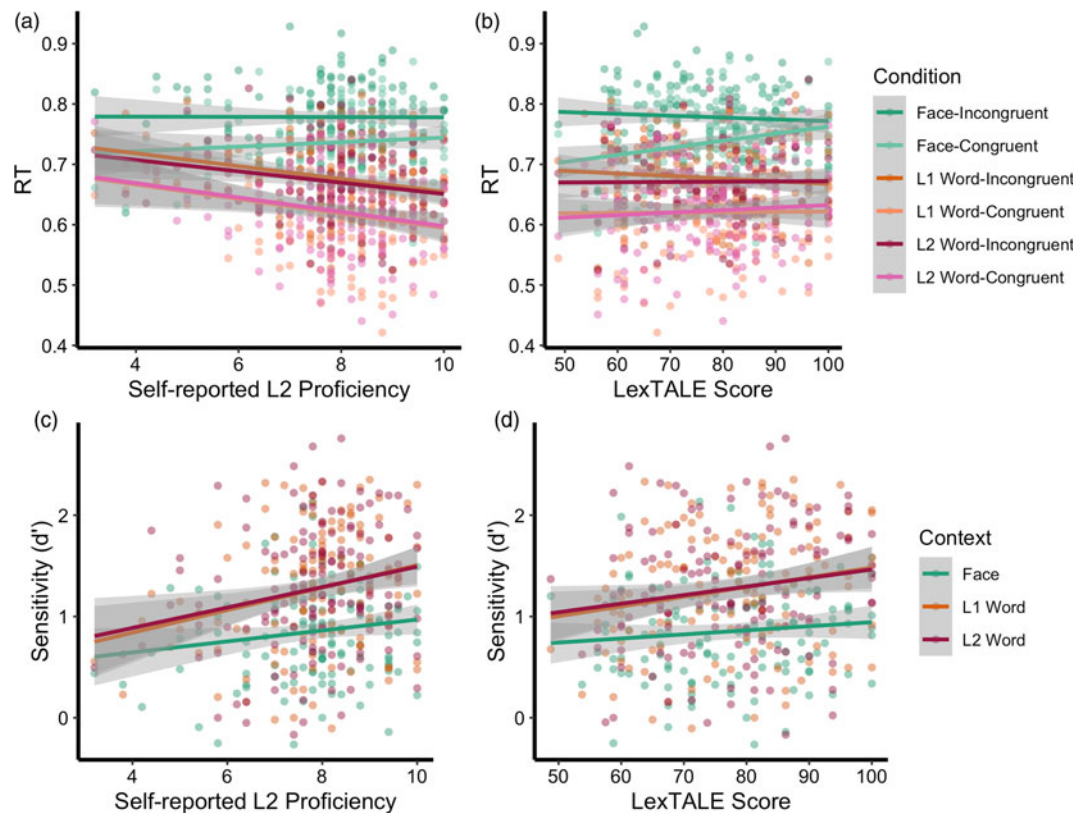 (a)
RT
0.9
0.8
0.7
0.6
0.5
0.4
4
6
8
10
Self-reported L2 Proficiency
(b)
RT
0.9
0.8
0.7
0.6
0.5
0.4
50
60
70
80
90
100
LexTALE Score
Condition
Face-Incongruent
Face-Congruent
L1 Word-Incongruent
L1 Word-Congruent
L2 Word-Incongruent
L2 Word-Congruent
(c)
Sensitivity (d')
2
1
0
4
6
8
10
Self-reported L2 Proficiency
(d)
Sensitivity (d')
2
1
0
50
60
70
80
90
100
LexTALE Score
Context
Face
L1 Word
L2 Word